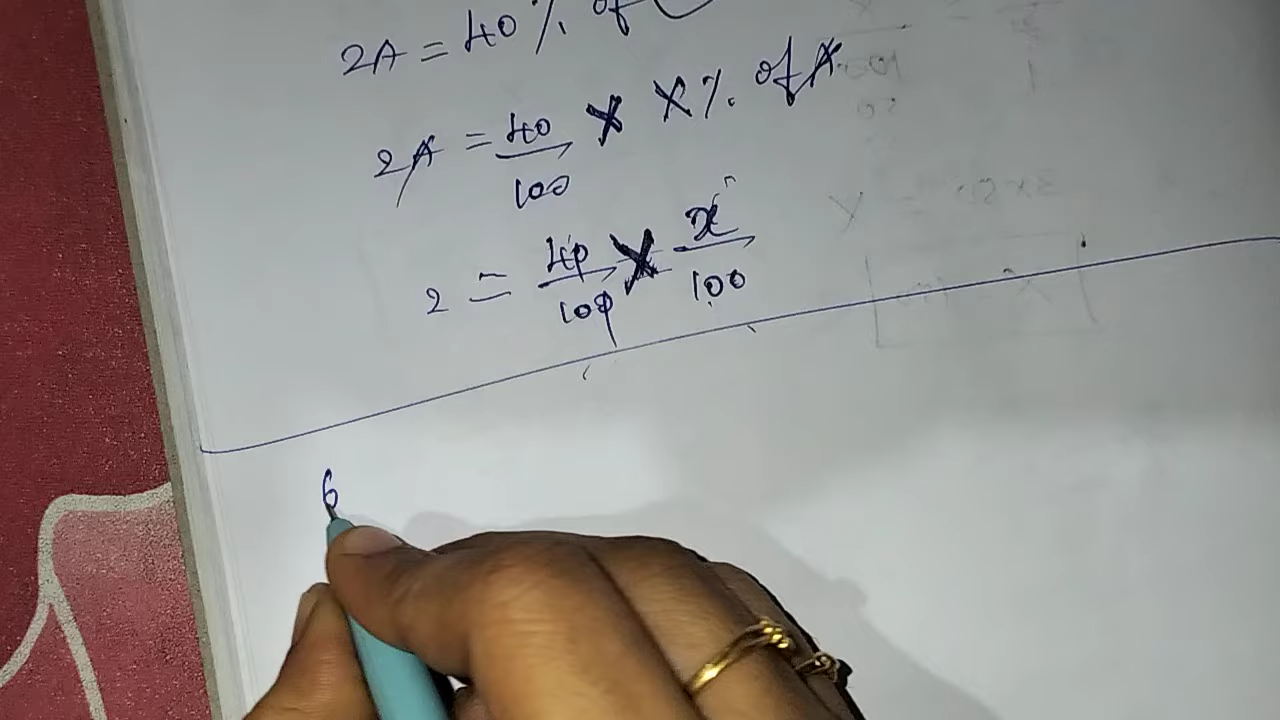 2A = 40 % of
2A = 40/100 × X % of A
2 = 40/100 × x/100
6